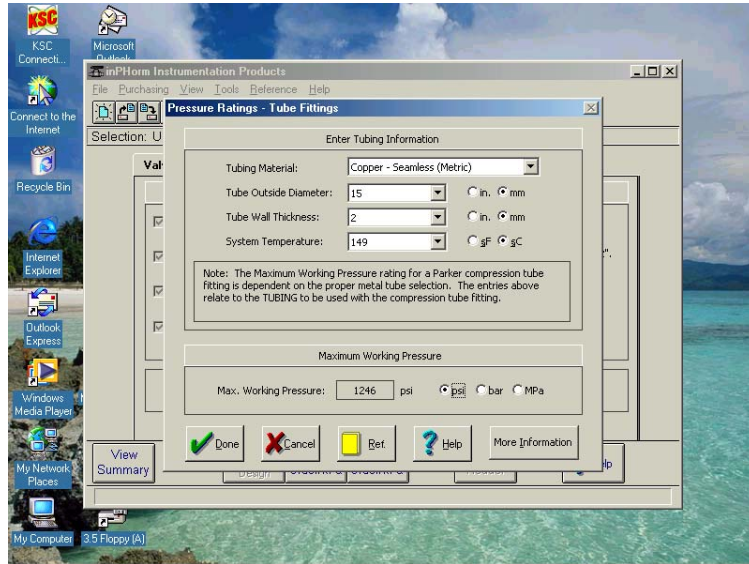 KSC
KSC
Connecti...
Microsoft
Outlook
Connect to the
Internet
Recycle Bin
Internet
Explorer
Outlook
Express
Windows
Media Player
My Network
Places
My Computer
3.5 Floppy (A)
inPHorm Instrumentation Products
File Purchasing View Tools Reference Help
Selection: U
Val
Pressure Ratings - Tube Fittings
Enter Tubing Information
Tubing Material: Copper - Seamless (Metric)
Tube Outside Diameter: 15 in. mm
Tube Wall Thickness: 2 in. mm
System Temperature: 149 §F §C
Note: The Maximum Working Pressure rating for a Parker compression tube
fitting is dependent on the proper metal tube selection. The entries above
relate to the TUBING to be used with the compression tube fitting.
Maximum Working Pressure
Max. Working Pressure: 1246 psi psi bar MPa
Done Cancel Ref. Help More Information
View
Summary
Design
lp